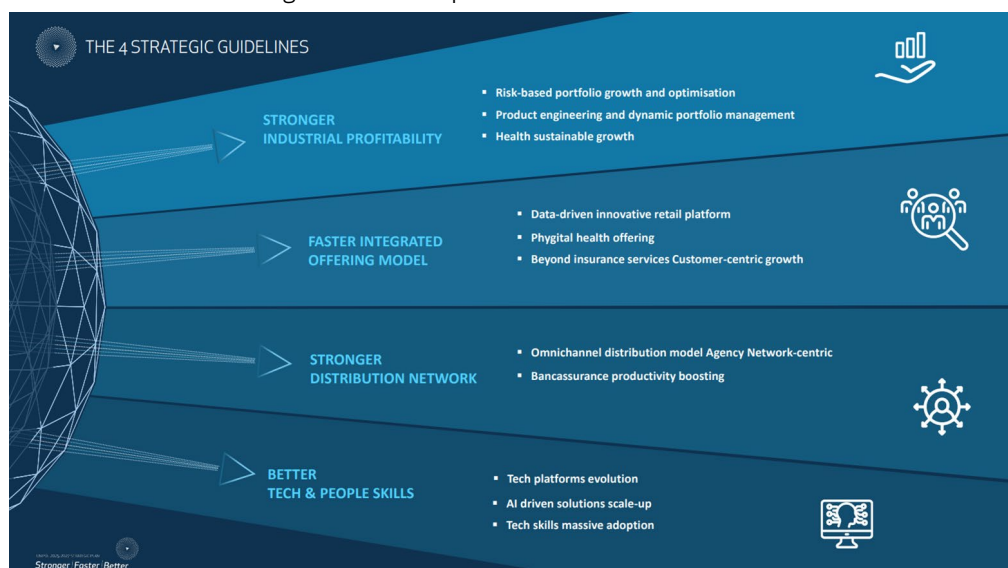 THE 4 STRATEGIC GUIDELINES
STRONGER
INDUSTRIAL PROFITABILITY
▪ Risk-based portfolio growth and optimisation
▪ Product engineering and dynamic portfolio management
▪ Health sustainable growth
FASTER INTEGRATED
OFFERING MODEL
▪ Data-driven innovative retail platform
▪ Phygital health offering
▪ Beyond insurance services Customer-centric growth
STRONGER
DISTRIBUTION NETWORK
▪ Omnichannel distribution model Agency Network-centric
▪ Bancassurance productivity boosting
BETTER
TECH & PEOPLE SKILLS
▪ Tech platforms evolution
▪ AI driven solutions scale-up
▪ Tech skills massive adoption
Stronger|Faster|Better